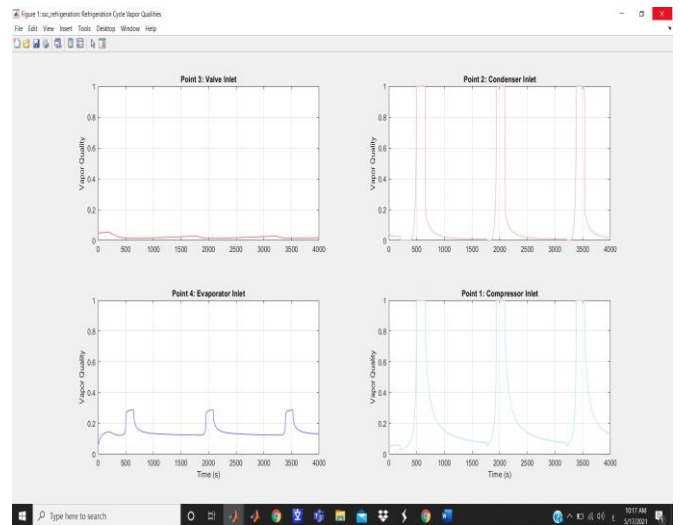 Figure 1: ssc_refrigeration: Refrigeration Cycle Vapor Qualities
File Edit View Insert Tools Desktop Window Help
Point 3: Valve Inlet
1
0.8
0.6
0.4
0.2
0
Vapor Quality
0 500 1000 1500 2000 2500 3000 3500 4000
Point 2: Condenser Inlet
1
0.8
0.6
0.4
0.2
0
Vapor Quality
0 500 1000 1500 2000 2500 3000 3500 4000
Point 4: Evaporator Inlet
1
0.8
0.6
0.4
0.2
0
Vapor Quality
0 500 1000 1500 2000 2500 3000 3500 4000
Time (s)
Point 1: Compressor Inlet
1
0.8
0.6
0.4
0.2
0
Vapor Quality
0 500 1000 1500 2000 2500 3000 3500 4000
Time (s)
Type here to search
10:17 AM
5/17/2021